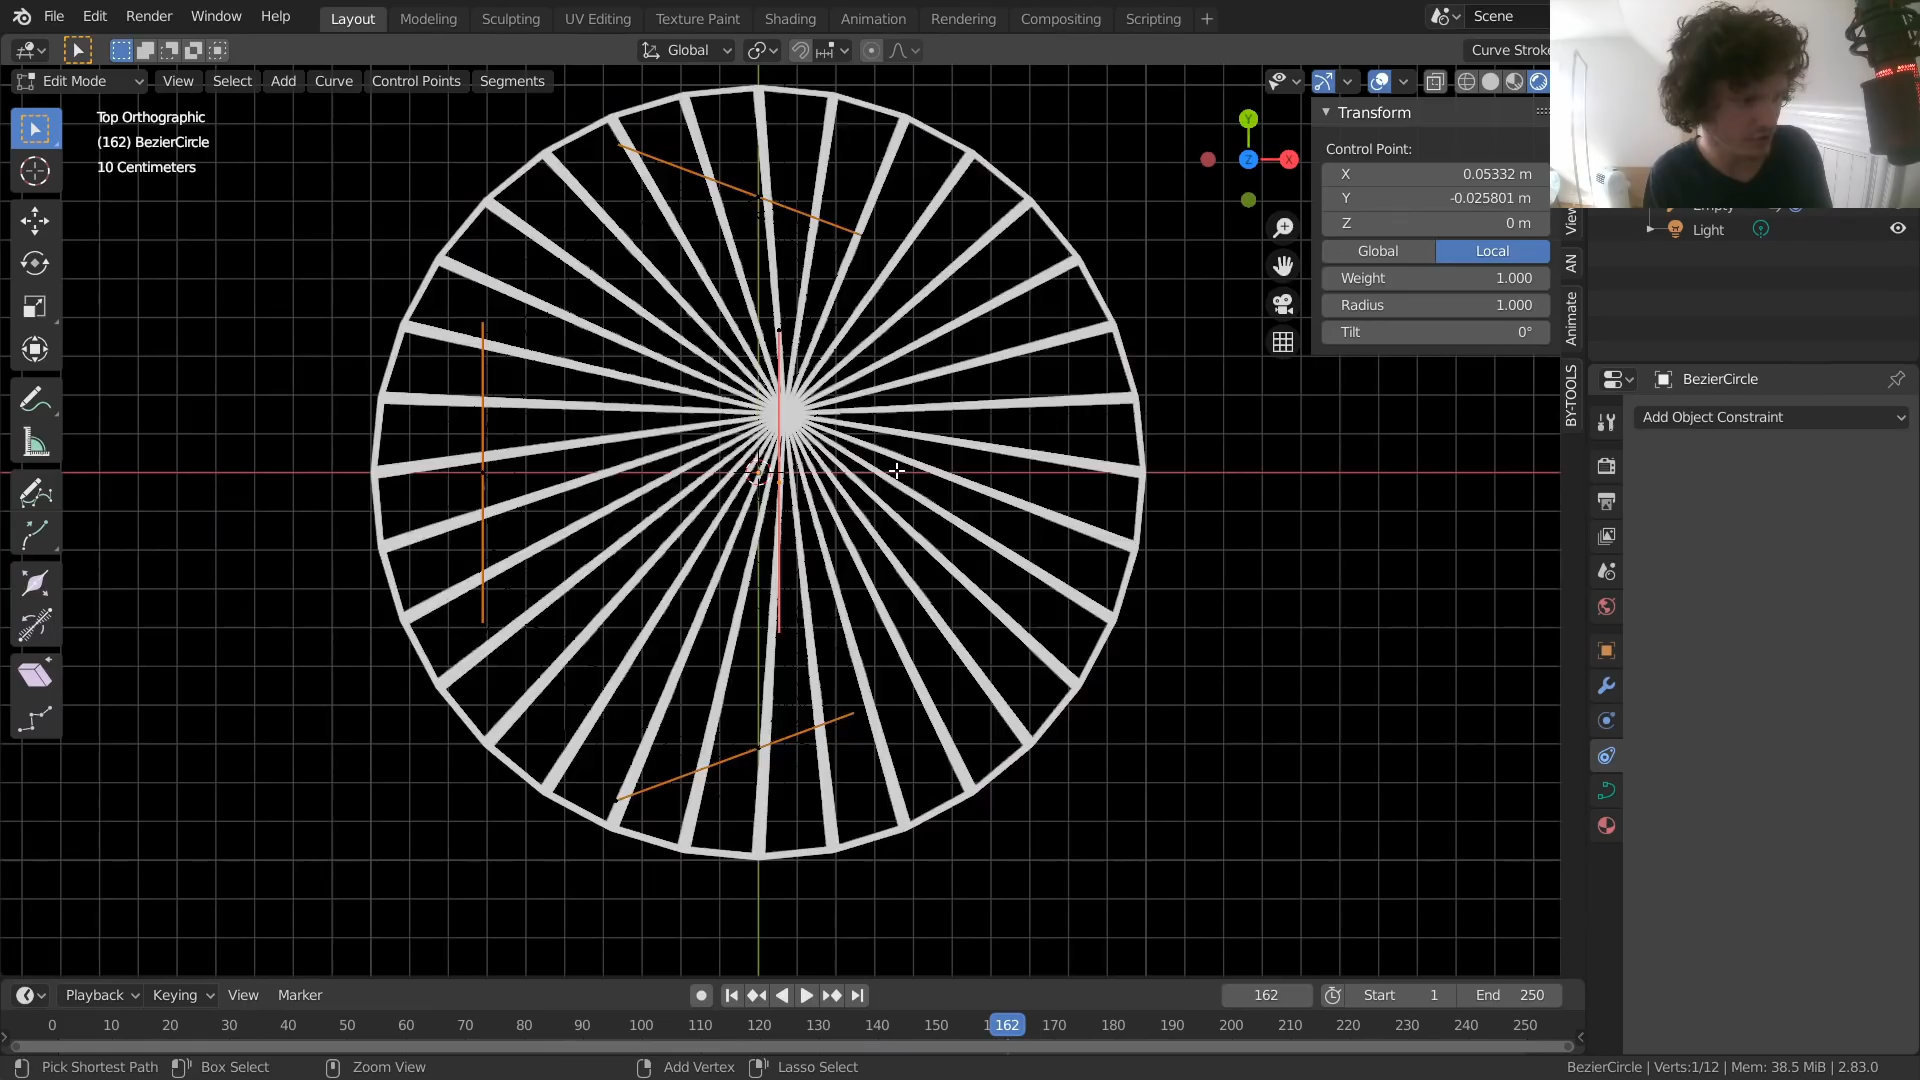 File Edit Render Window Help Layout Modeling Sculpting UV Editing Texture Paint Shading Animation Rendering Compositing Scripting + Scene
Global Curve Stroke
Edit Mode View Select Add Curve Control Points Segments
Top Orthographic
(162) BezierCircle
10 Centimeters
Y
Z
X
Transform
Control Point:
X 0.05332 m
Y -0.025801 m
Z 0 m
Global Local
Weight 1.000
Radius 1.000
Tilt 0°
View
AN
Animate
BY-TOOLS
Empty
Light
BezierCircle
Add Object Constraint
Playback Keying View Marker 162 Start 1 End 250
0 10 20 30 40 50 60 70 80 90 100 110 120 130 140 150 162 170 180 190 200 210 220 230 240 250
Pick Shortest Path Box Select Zoom View Add Vertex Lasso Select BezierCircle | Verts:1/12 | Mem: 38.5 MiB | 2.83.0